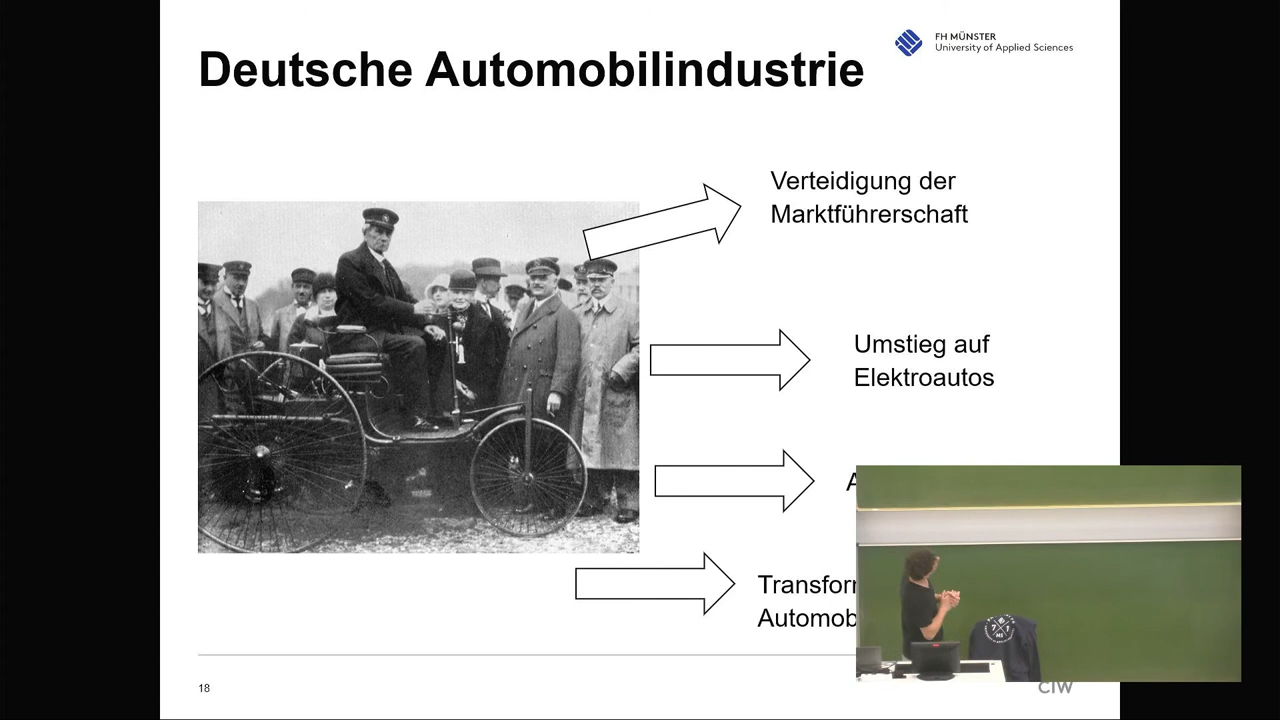 FH MÜNSTER
University of Applied Sciences
Deutsche Automobilindustrie
Verteidigung der
Marktführerschaft
Umstieg auf
Elektroautos
18
CIW